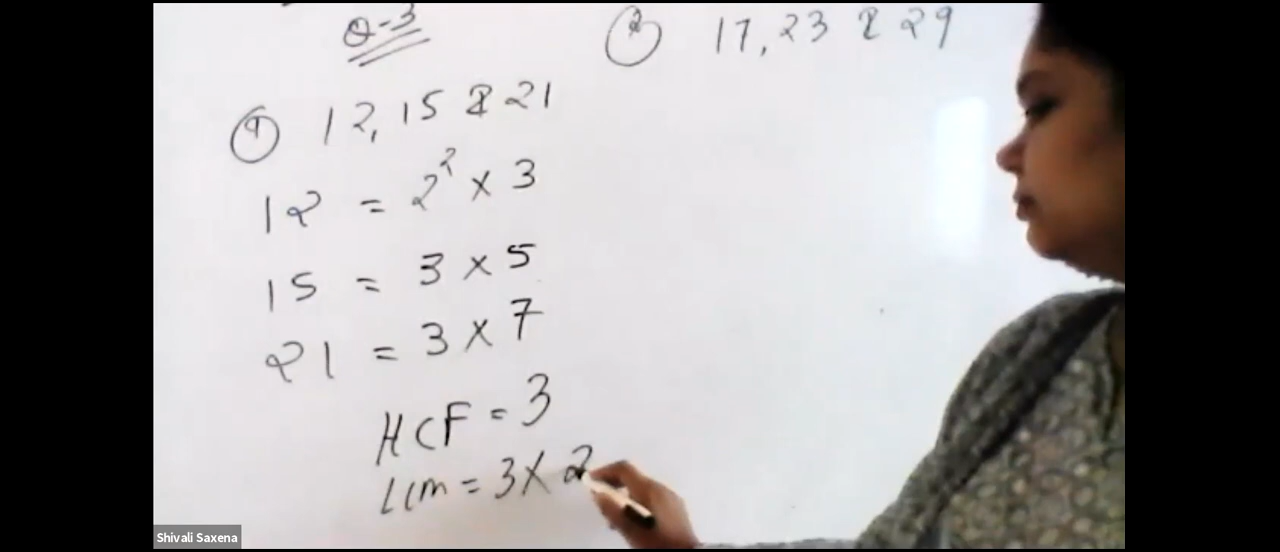 Q-3
① 12, 15 & 21
12 = 2² × 3
15 = 3 × 5
21 = 3 × 7
HCF = 3
LCM = 3 × 2
② 17, 23 & 29
Shivali Saxena